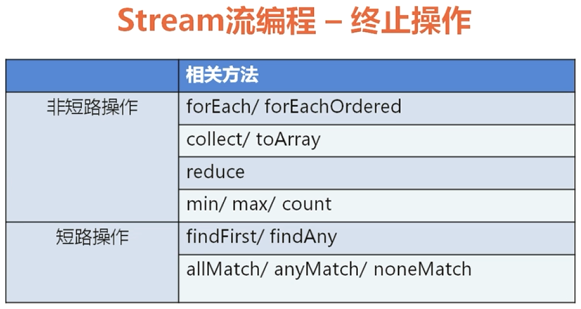 Stream流编程 – 终止操作
相关方法
非短路操作
forEach/ forEachOrdered
collect/ toArray
reduce
min/ max/ count
短路操作
findFirst/ findAny
allMatch/ anyMatch/ noneMatch